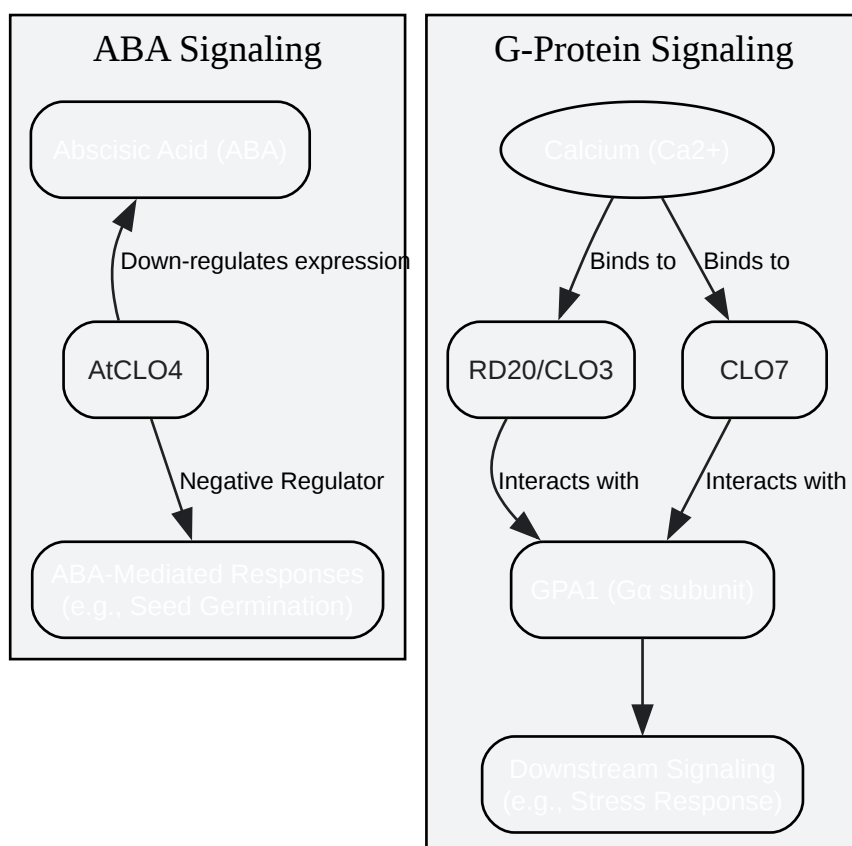 ABA Signaling
Abscisic Acid (ABA)
Down-regulates expression
AtCLO4
Negative Regulator
ABA-Mediated Responses
(e.g., Seed Germination)
G-Protein Signaling
Calcium (Ca2+)
Binds to
Binds to
RD20/CLO3
CLO7
Interacts with
Interacts with
GPA1 (Gα subunit)
Downstream Signaling
(e.g., Stress Response)